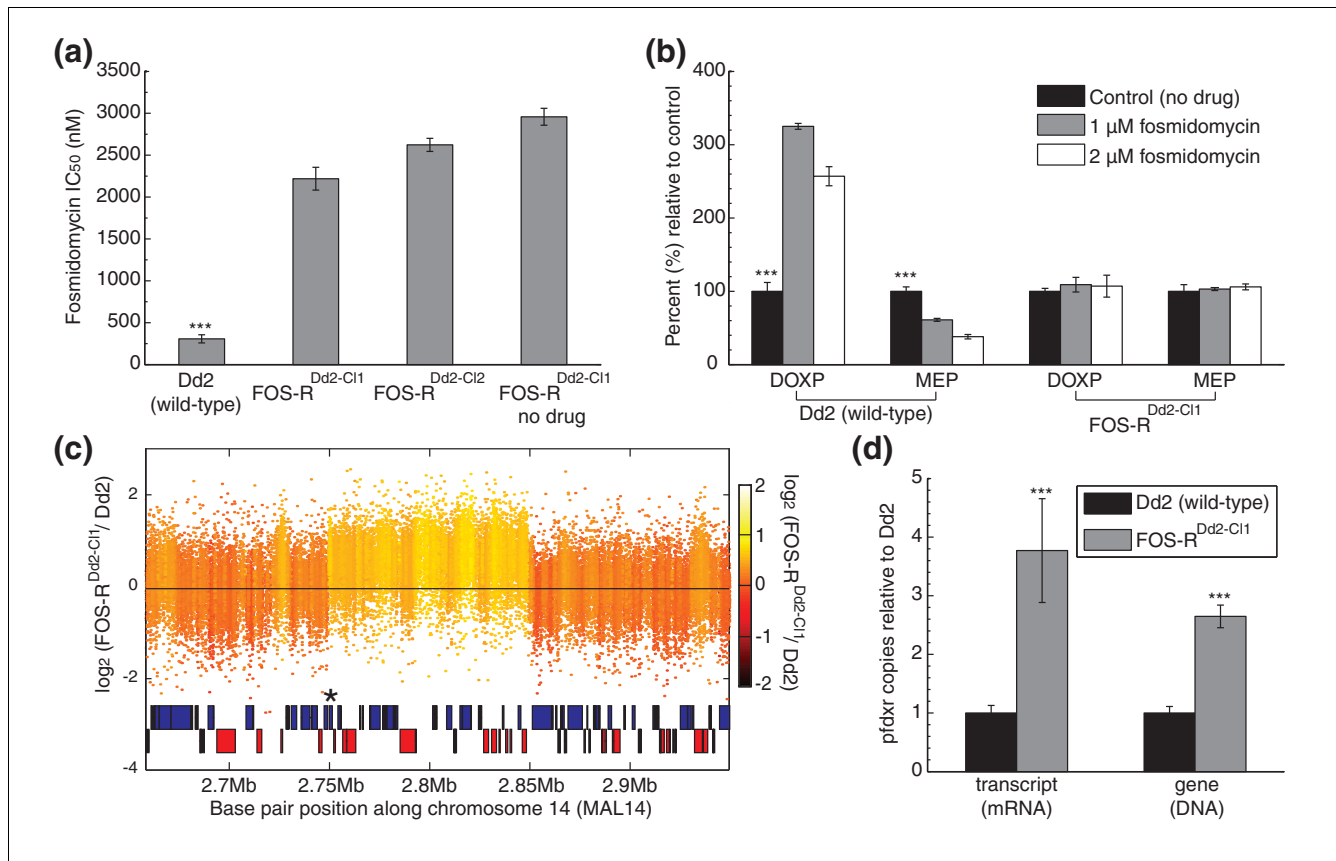 (a)
Fosmidomycin IC50 (nM)
3500
3000
2500
2000
1500
1000
500
0
***
Dd2
(wild-type)
FOS-R Dd2-Cl1
FOS-R Dd2-Cl2
FOS-R Dd2-Cl1
no drug
(b)
Percent (%) relative to control
400
300
200
100
0
Control (no drug)
1 µM fosmidomycin
2 µM fosmidomycin
***
***
DOXP
MEP
DOXP
MEP
Dd2 (wild-type)
FOS-R Dd2-Cl1
(c)
log2 (FOS-R Dd2-Cl1/ Dd2)
2
0
-2
-4
*
2.7Mb
2.75Mb
2.8Mb
2.85Mb
2.9Mb
Base pair position along chromosome 14 (MAL14)
2
1
0
-1
-2
log2 (FOS-R Dd2-Cl1/ Dd2)
(d)
pfdxr copies relative to Dd2
5
4
3
2
1
0
***
***
Dd2 (wild-type)
FOS-R Dd2-Cl1
transcript
(mRNA)
gene
(DNA)